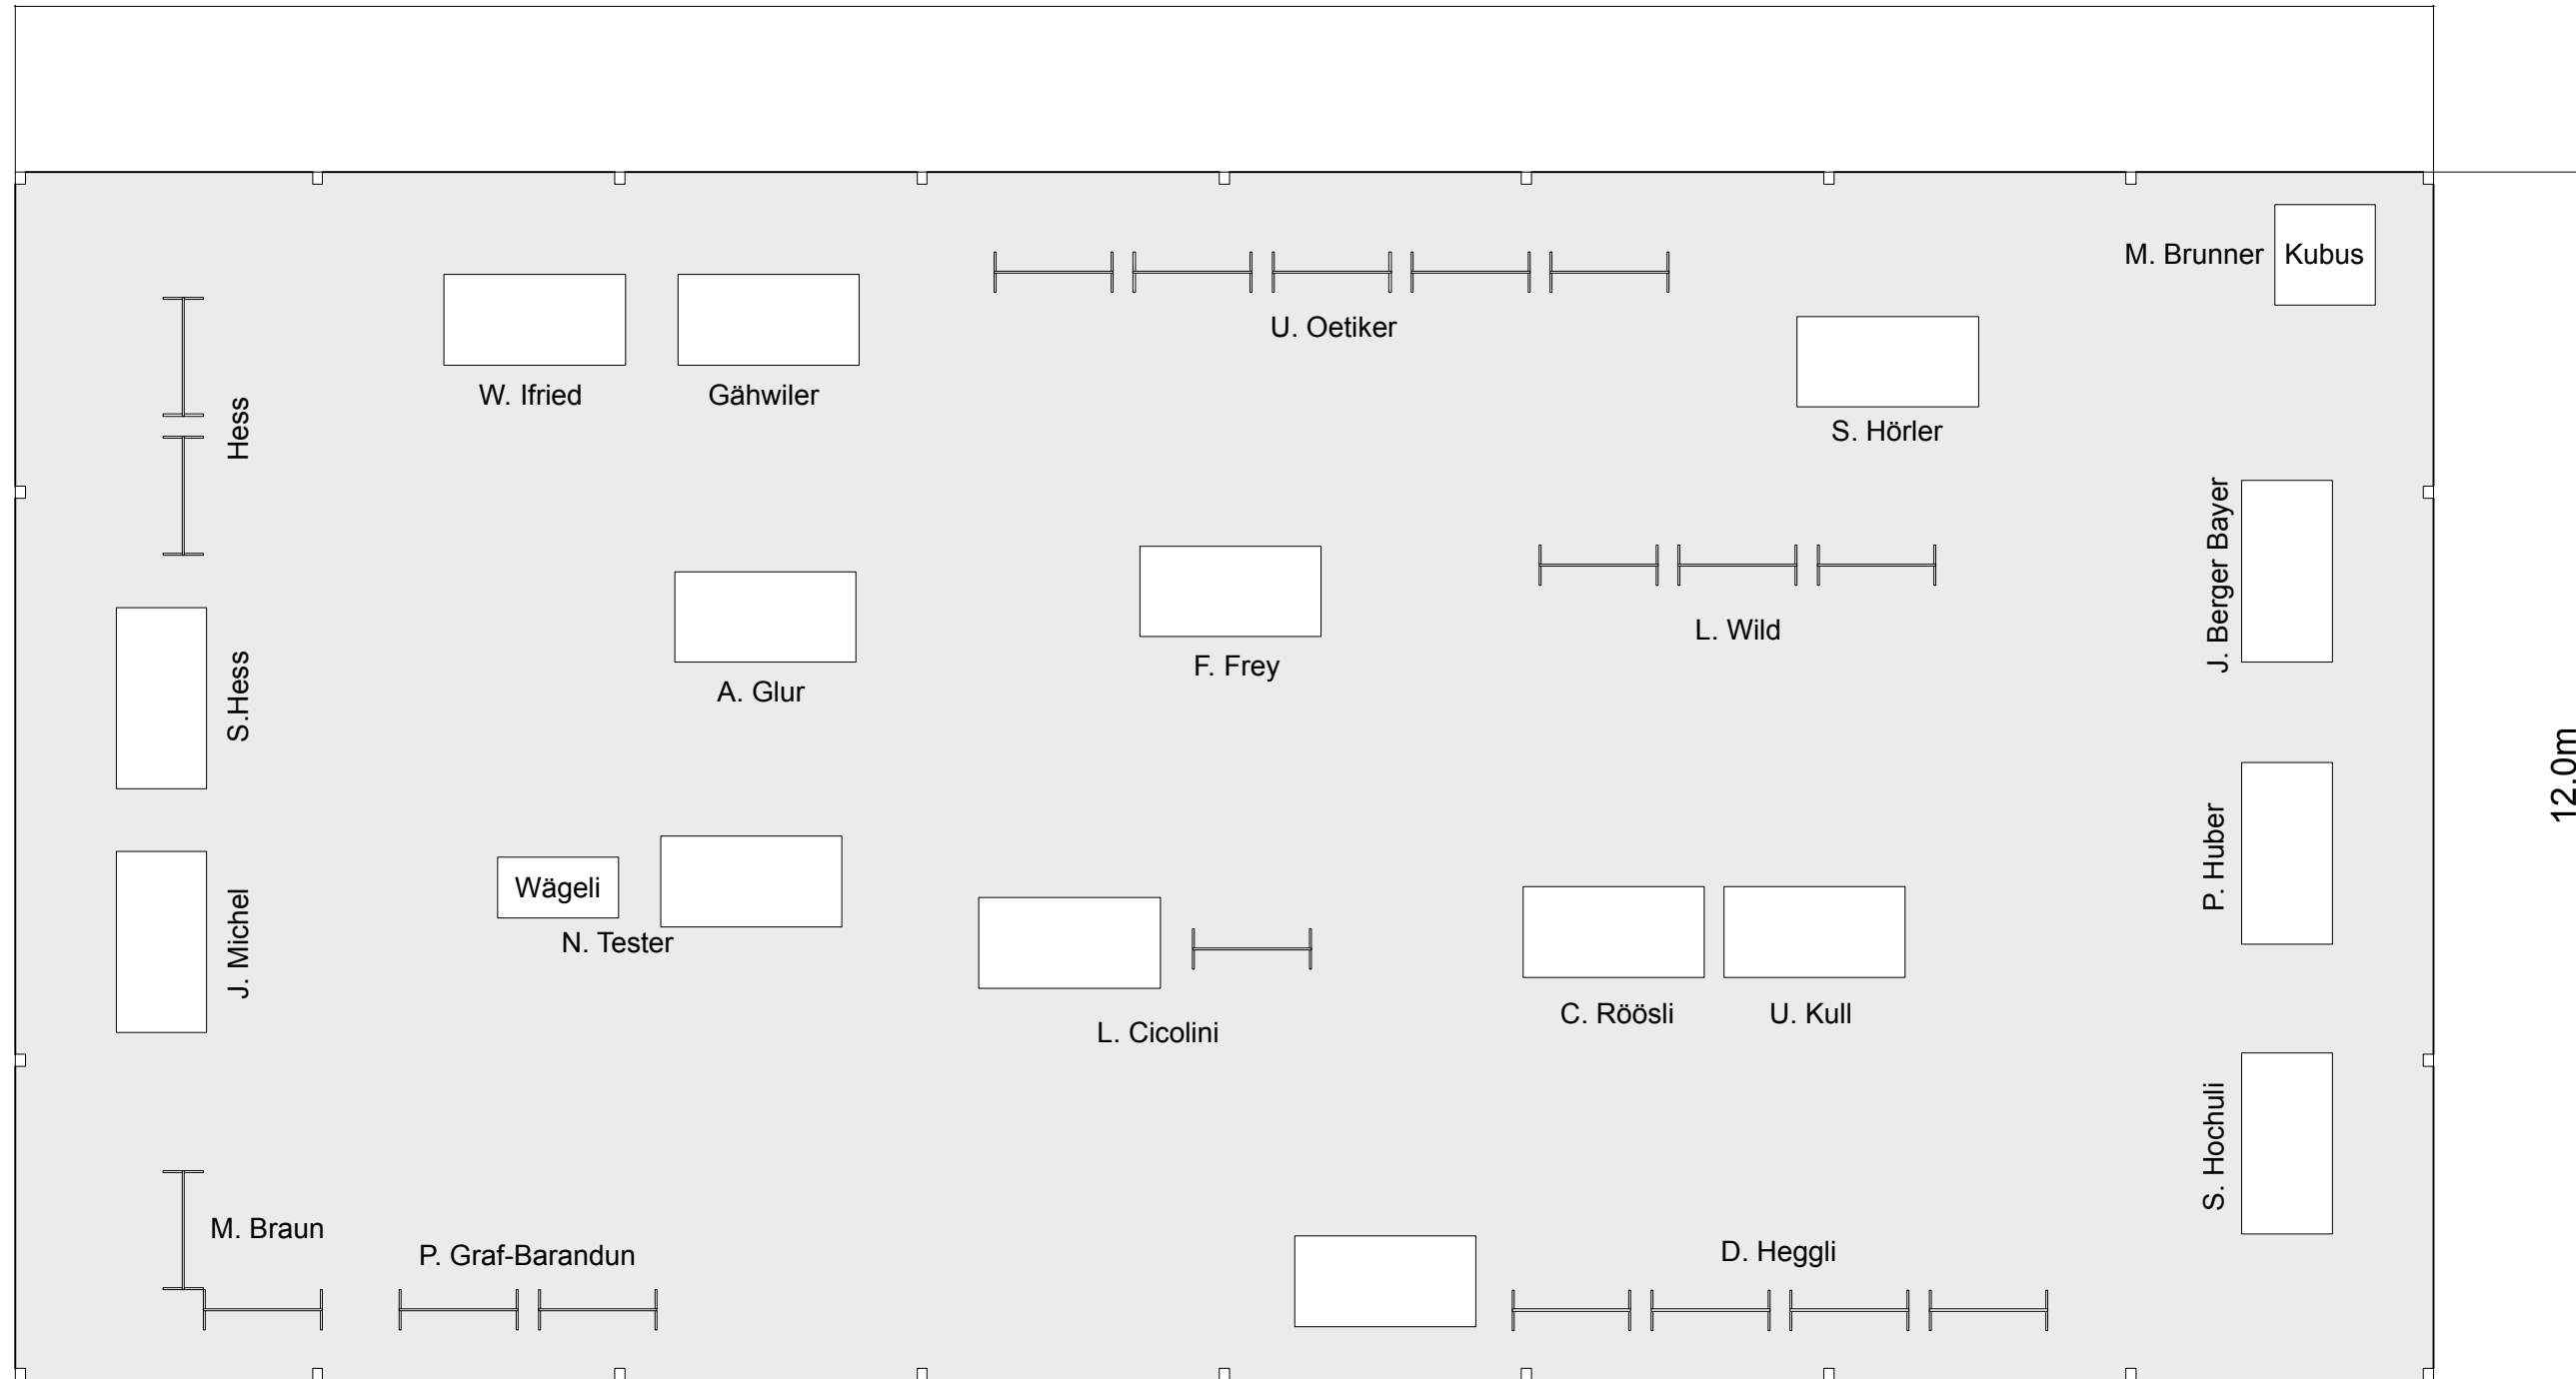 M. Brunner
Kubus
U. Oetiker
W. Ifried
Gähwiler
Hess
S. Hörler
J. Berger Bayer
L. Wild
F. Frey
A. Glur
S.Hess
12.0m
P. Huber
Wägeli
N. Tester
J. Michel
L. Cicolini
C. Röösli
U. Kull
S. Hochuli
M. Braun
P. Graf-Barandun
D. Heggli